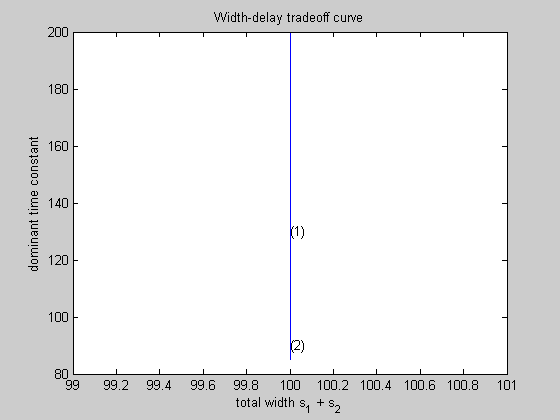 Width-delay tradeoff curve
dominant time constant
200
180
160
140
120
100
80
(1)
(2)
99 99.2 99.4 99.6 99.8 100 100.2 100.4 100.6 100.8 101
total width s1 + s2